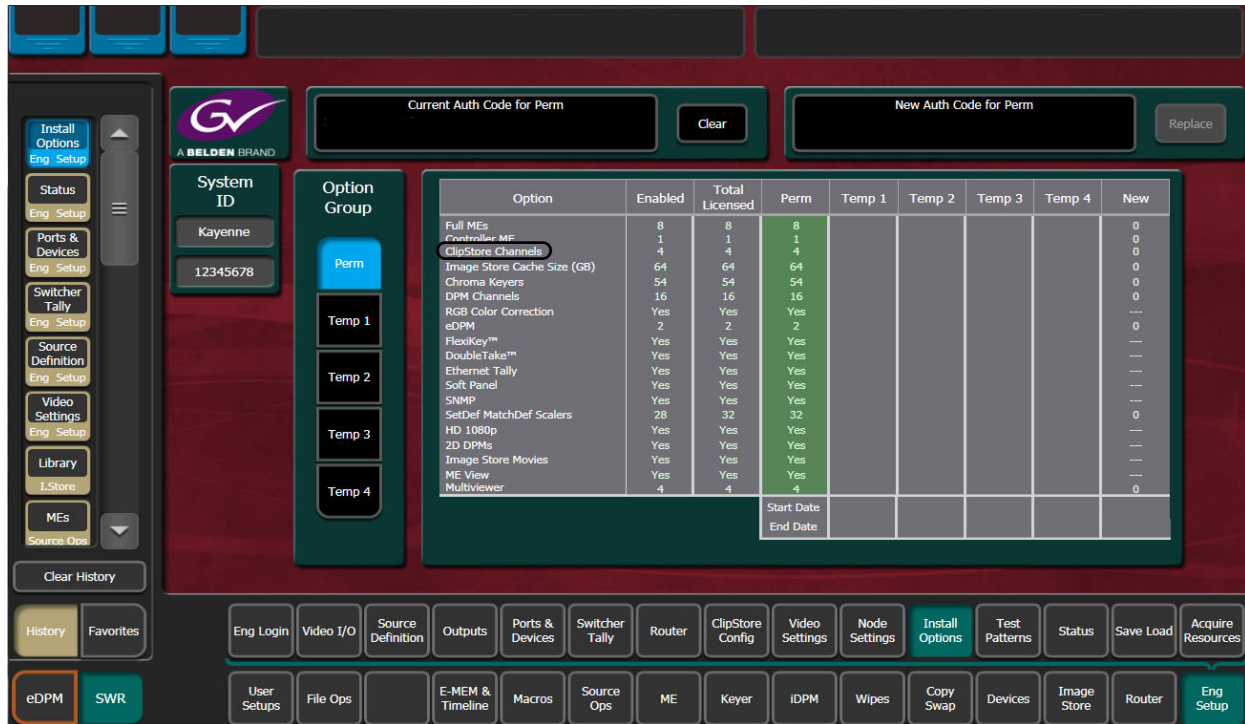 Current Auth Code for Perm
Clear
New Auth Code for Perm
Replace
GV
A BELDEN BRAND
Install
Options
Eng Setup
Status
Eng Setup
Ports &
Devices
Eng Setup
Switcher
Tally
Eng Setup
Source
Definition
Eng Setup
Video
Settings
Eng Setup
Library
I.Store
MEs
Source Ops
Clear History
History
Favorites
System
ID
Kayenne
12345678
Option
Group
Perm
Temp 1
Temp 2
Temp 3
Temp 4
Option Enabled Total Licensed Perm Temp 1 Temp 2 Temp 3 Temp 4 New
Full MEs 8 8 8 0
Controller ME 1 1 1 0
ClipStore Channels 4 4 4 0
Image Store Cache Size (GB) 64 64 64 0
Chroma Keyers 54 54 54 0
DPM Channels 16 16 16 0
RGB Color Correction Yes Yes Yes ---
eDPM 2 2 2 0
FlexiKey™ Yes Yes Yes ---
DoubleTake™ Yes Yes Yes ---
Ethernet Tally Yes Yes Yes ---
Soft Panel Yes Yes Yes ---
SNMP Yes Yes Yes ---
SetDef MatchDef Scalers 28 32 32 0
HD 1080p Yes Yes Yes ---
2D DPMs Yes Yes Yes ---
Image Store Movies Yes Yes Yes ---
ME View Yes Yes Yes ---
Multiviewer 4 4 4 0
Start Date
End Date
Eng Login
Video I/O
Source
Definition
Outputs
Ports &
Devices
Switcher
Tally
Router
ClipStore
Config
Video
Settings
Node
Settings
Install
Options
Test
Patterns
Status
Save Load
Acquire
Resources
eDPM
SWR
User
Setups
File Ops
E-MEM &
Timeline
Macros
Source
Ops
ME
Keyer
iDPM
Wipes
Copy
Swap
Devices
Image
Store
Router
Eng
Setup